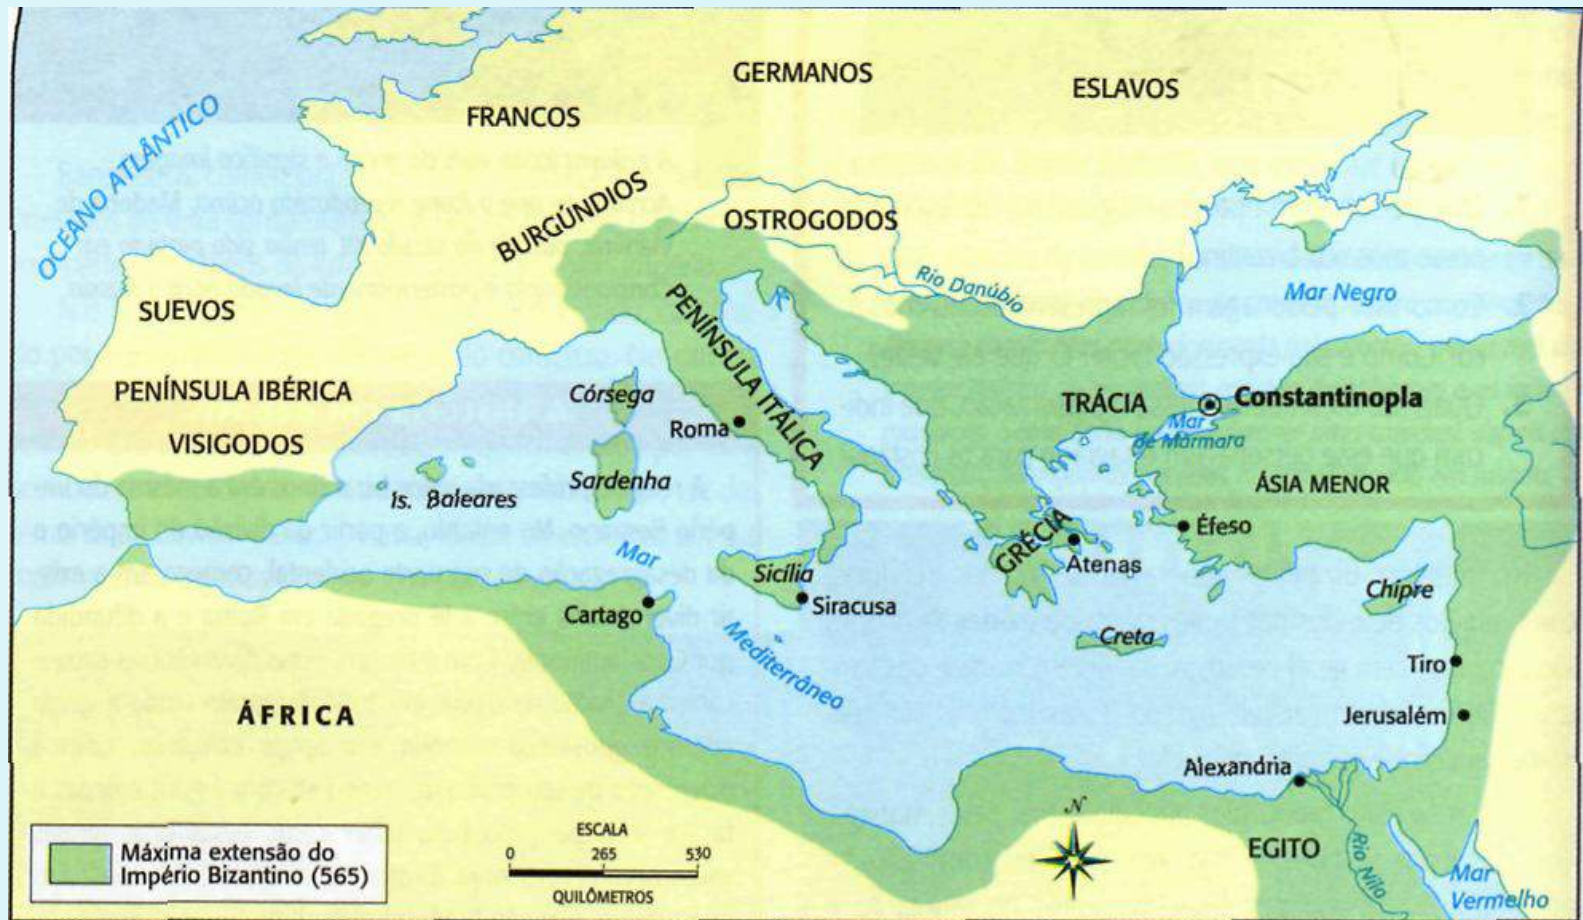 GERMANOS
ESLAVOS
FRANCOS
OCEANO ATLÂNTICO
BURGÚNDIOS
OSTROGODOS
Rio Danúbio
Mar Negro
SUEVOS
PENÍNSULA IBÉRICA
VISIGODOS
PENÍNSULA ITÁLICA
Córsega
Roma
TRÁCIA
Constantinopla
Mar
de Mármara
Sardenha
Is. Baleares
ÁSIA MENOR
Éfeso
GRÉCIA
Atenas
Mar
Mediterrâneo
Sicília
Siracusa
Cartago
Chipre
Creta
Tiro
Jerusalém
ÁFRICA
Alexandria
EGITO
Rio Nilo
Mar
Vermelho
N
Máxima extensão do
Império Bizantino (565)
ESCALA
0 265 530
QUILÔMETROS